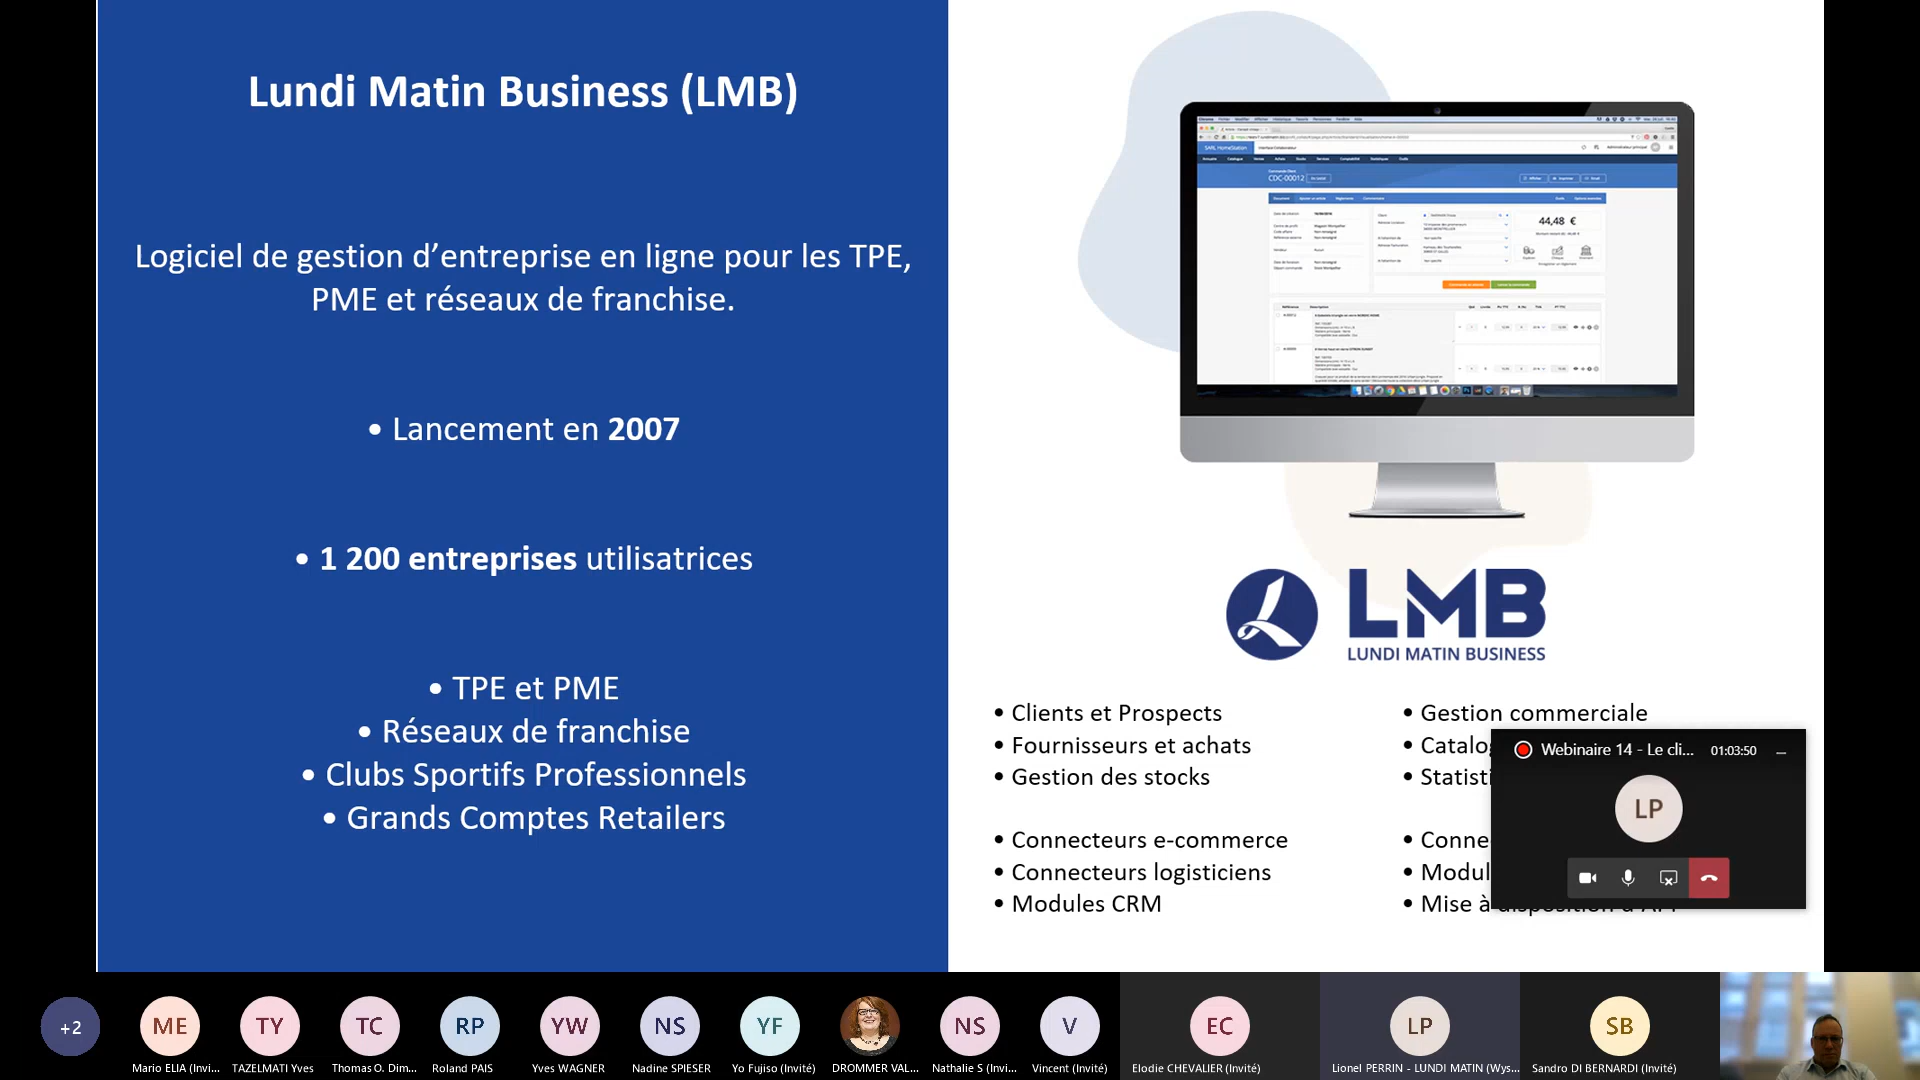 Lundi Matin Business (LMB)
Logiciel de gestion d’entreprise en ligne pour les TPE,
PME et réseaux de franchise.
• Lancement en 2007
• 1 200 entreprises utilisatrices
• TPE et PME
• Réseaux de franchise
• Clubs Sportifs Professionnels
• Grands Comptes Retailers
SARL HomeStation
CDC-00012
44,48 €
LMB
LUNDI MATIN BUSINESS
• Clients et Prospects
• Fournisseurs et achats
• Gestion des stocks
• Connecteurs e-commerce
• Connecteurs logisticiens
• Modules CRM
• Gestion commerciale
• Catalo
• Statisti
• Conne
• Modul
• Mise à disposition d'API
Webinaire 14 - Le cli... 01:03:50
LP
+2
ME
TY
TC
RP
YW
NS
YF
NS
V
EC
LP
SB
Mario ELIA (Invi...
TAZELMATI Yves
Thomas O. Dim...
Roland PAIS
Yves WAGNER
Nadine SPIESER
Yo Fujiso (Invité)
DROMMER VAL...
Nathalie S (Invi...
Vincent (Invité)
Elodie CHEVALIER (Invité)
Lionel PERRIN - LUNDI MATIN (Wys...
Sandro DI BERNARDI (Invité)